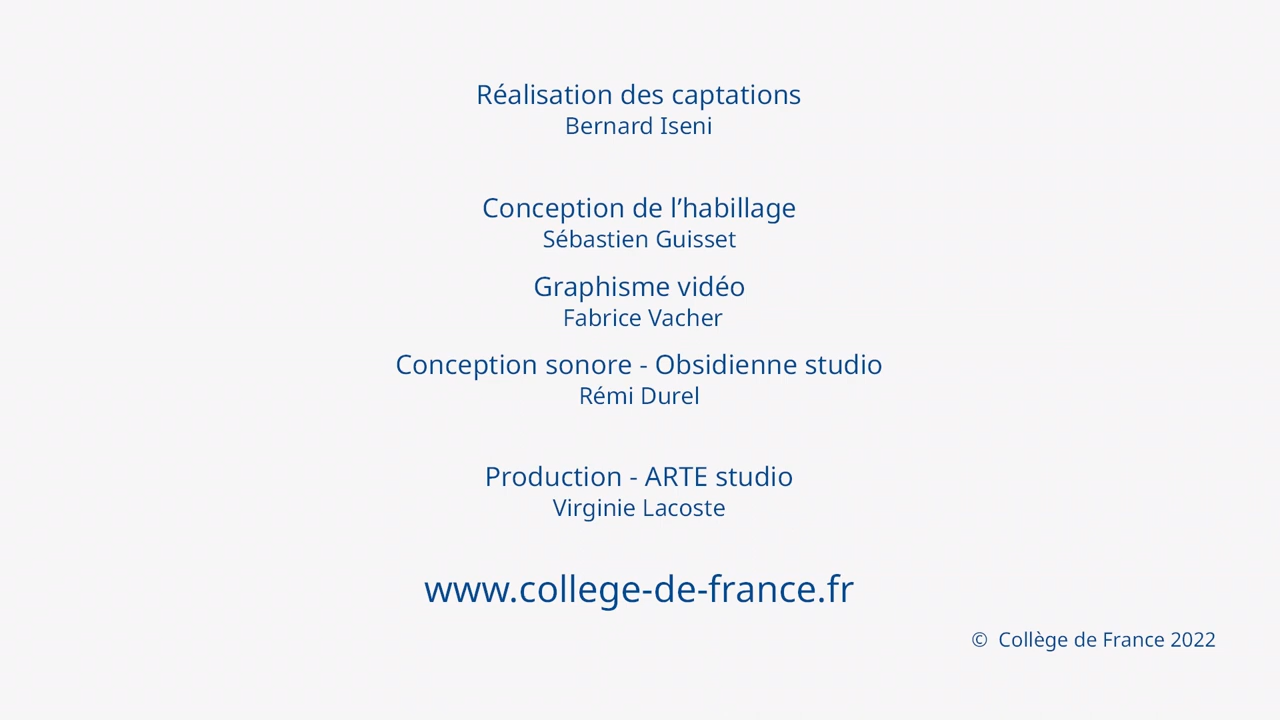 Réalisation des captations
Bernard Iseni
Conception de l’habillage
Sébastien Guisset
Graphisme vidéo
Fabrice Vacher
Conception sonore - Obsidienne studio
Rémi Durel
Production - ARTE studio
Virginie Lacoste
www.college-de-france.fr
© Collège de France 2022